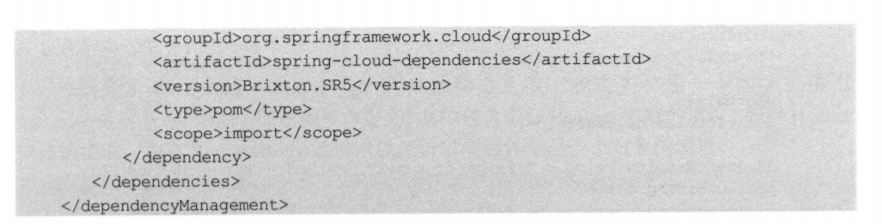 <groupId>org.springframework.cloud</groupId>
<artifactId>spring-cloud-dependencies</artifactId>
<version>Brixton.SR5</version>
<type>pom</type>
<scope>import</scope>
</dependency>
</dependencies>
</dependencyManagement>